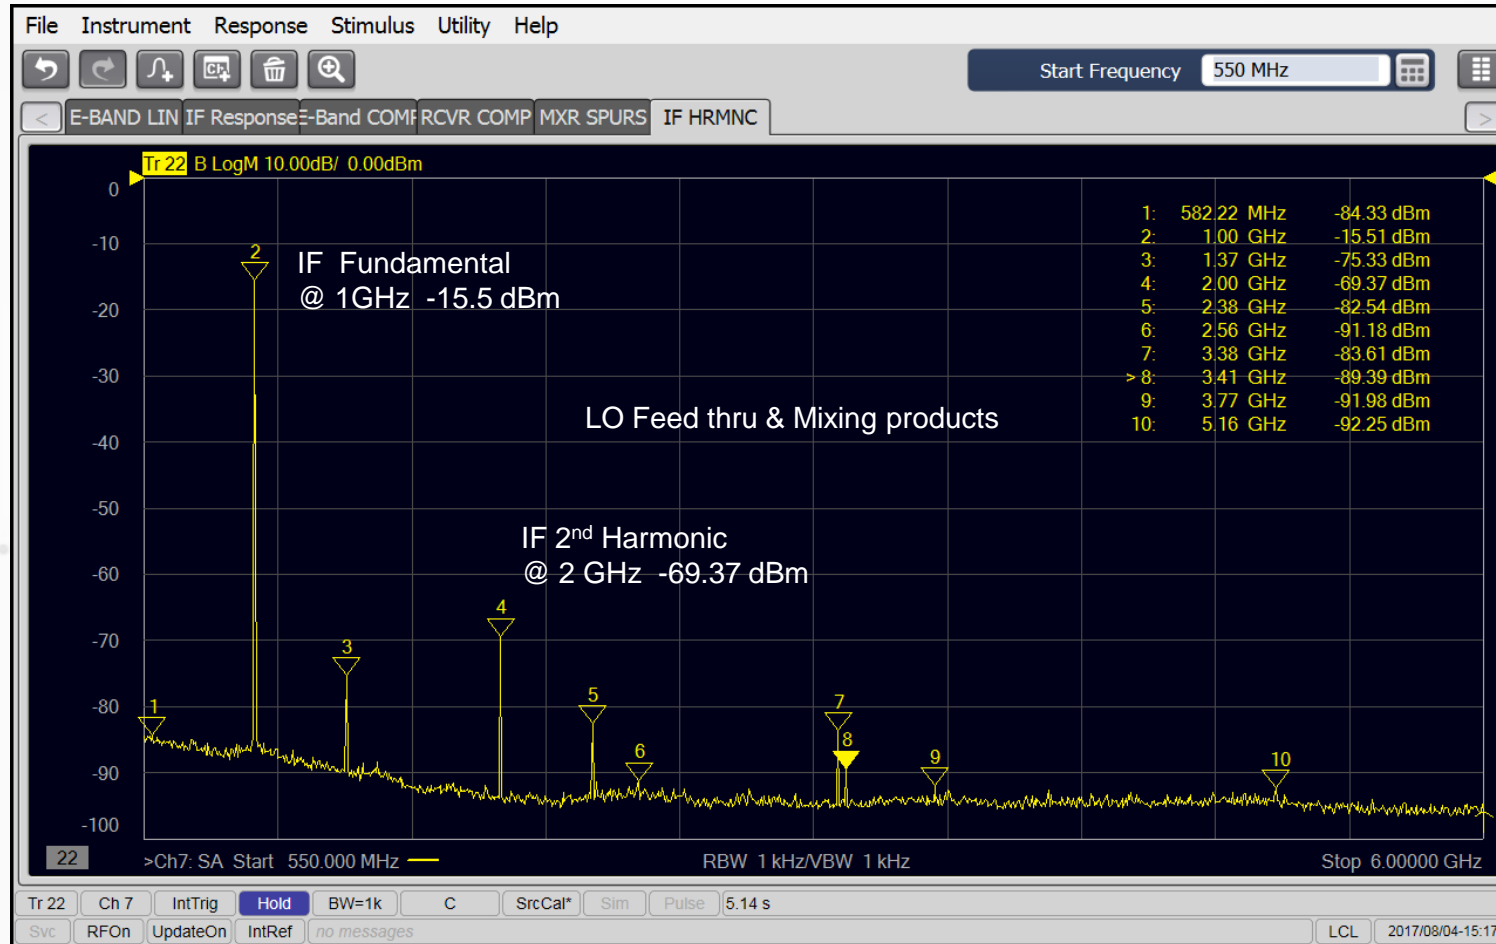 File Instrument Response Stimulus Utility Help
Start Frequency 550 MHz
< E-BAND LIN IF Response E-Band COMP RCVR COMP MXR SPURS IF HRMNC >
Tr 22 B LogM 10.00dB/ 0.00dBm
0
-10
-20
-30
-40
-50
-60
-70
-80
-90
-100
1: 582.22 MHz -84.33 dBm
2: 1.00 GHz -15.51 dBm
3: 1.37 GHz -75.33 dBm
4: 2.00 GHz -69.37 dBm
5: 2.38 GHz -82.54 dBm
6: 2.56 GHz -91.18 dBm
7: 3.38 GHz -83.61 dBm
> 8: 3.41 GHz -89.39 dBm
9: 3.77 GHz -91.98 dBm
10: 5.16 GHz -92.25 dBm
IF Fundamental
@ 1GHz -15.5 dBm
LO Feed thru & Mixing products
IF 2nd Harmonic
@ 2 GHz -69.37 dBm
1
2
3
4
5
6
7
8
9
10
22 >Ch7: SA Start 550.000 MHz RBW 1 kHz/VBW 1 kHz Stop 6.00000 GHz
Tr 22 Ch 7 IntTrig Hold BW=1k C SrcCal* Sim Pulse 5.14 s
Svc RFOn UpdateOn IntRef no messages LCL 2017/08/04-15:17